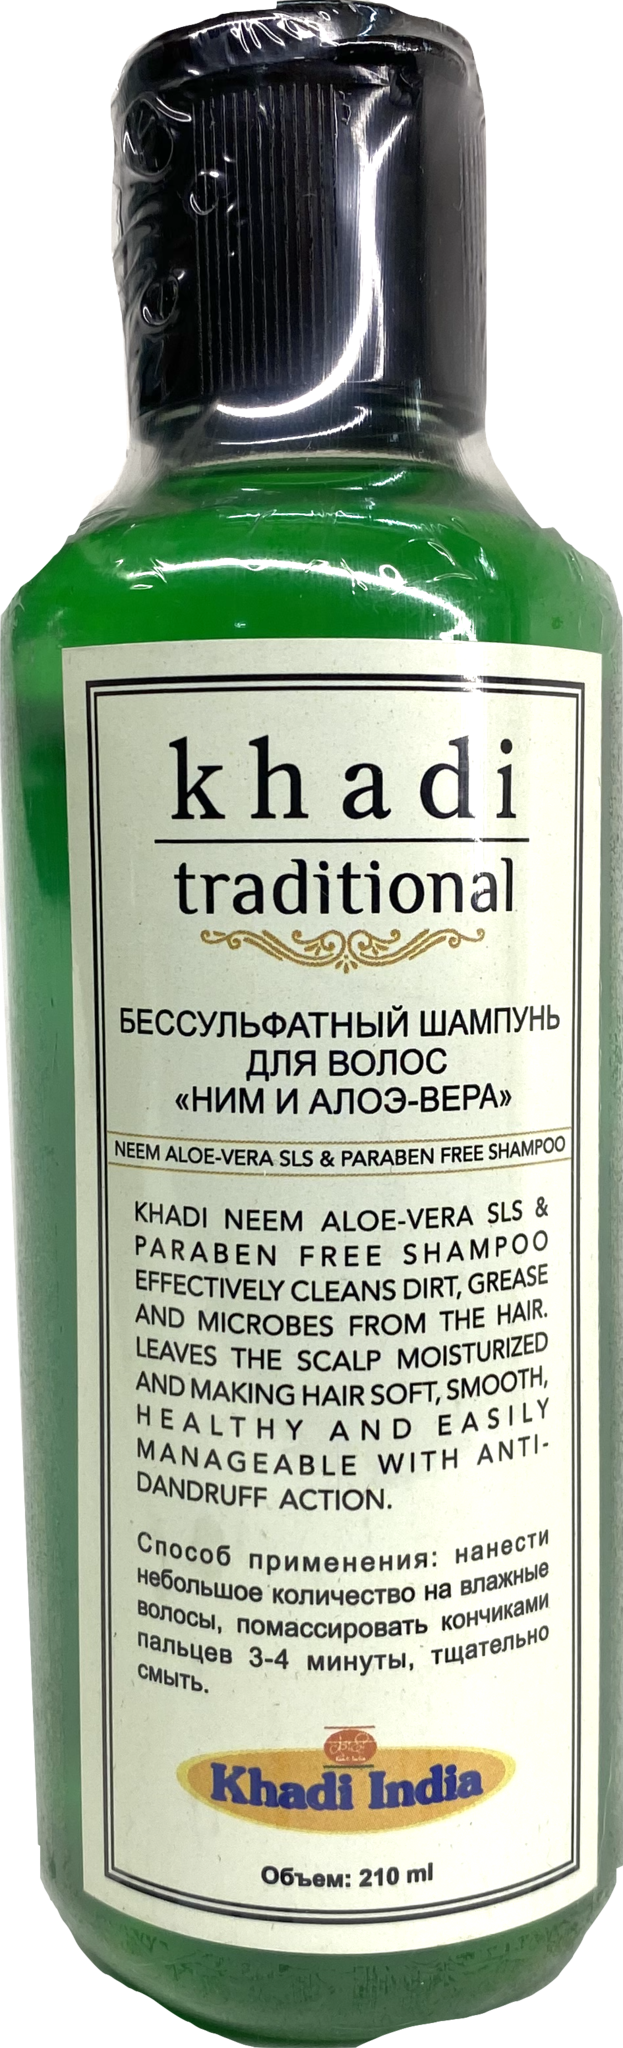 khadi
traditional
БЕССУЛЬФАТНЫЙ ШАМПУНЬ
ДЛЯ ВОЛОС
«НИМ И АЛОЭ-ВЕРА»
NEEM ALOE-VERA SLS & PARABEN FREE SHAMPOO
KHADI NEEM ALOE-VERA SLS &
PARABEN FREE SHAMPOO
EFFECTIVELY CLEANS DIRT, GREASE
AND MICROBES FROM THE HAIR.
LEAVES THE SCALP MOISTURIZED
AND MAKING HAIR SOFT, SMOOTH,
HEALTHY AND EASILY
MANAGEABLE WITH ANTI-
DANDRUFF ACTION.
Способ применения: нанести
небольшое количество на влажные
волосы, помассировать кончиками
пальцев 3-4 минуты, тщательно
смыть.
Khadi India
Объем: 210 ml